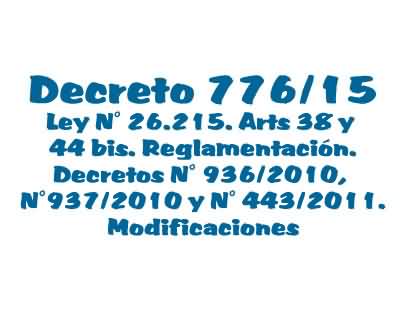 Decreto 776/15
Ley N° 26.215. Arts 38 y
44 bis. Reglamentación.
Decretos N° 936/2010,
N°937/2010 y N° 443/2011.
Modificaciones